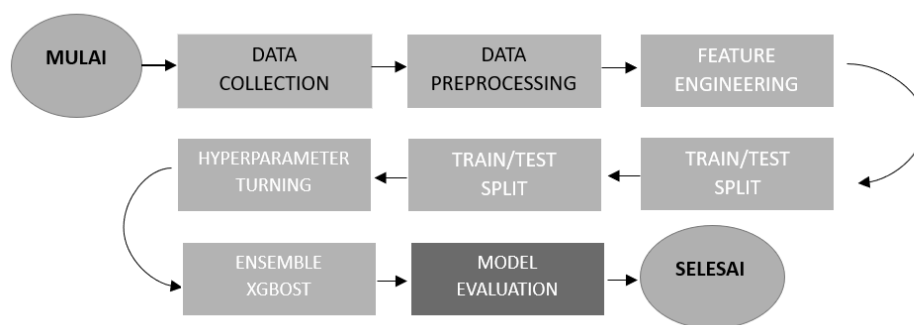 MULAI
DATA
COLLECTION
DATA
PREPROCESSING
FEATURE
ENGINEERING
TRAIN/TEST
SPLIT
TRAIN/TEST
SPLIT
HYPERPARAMETER
TURNING
ENSEMBLE
XGBOST
MODEL
EVALUATION
SELESAI